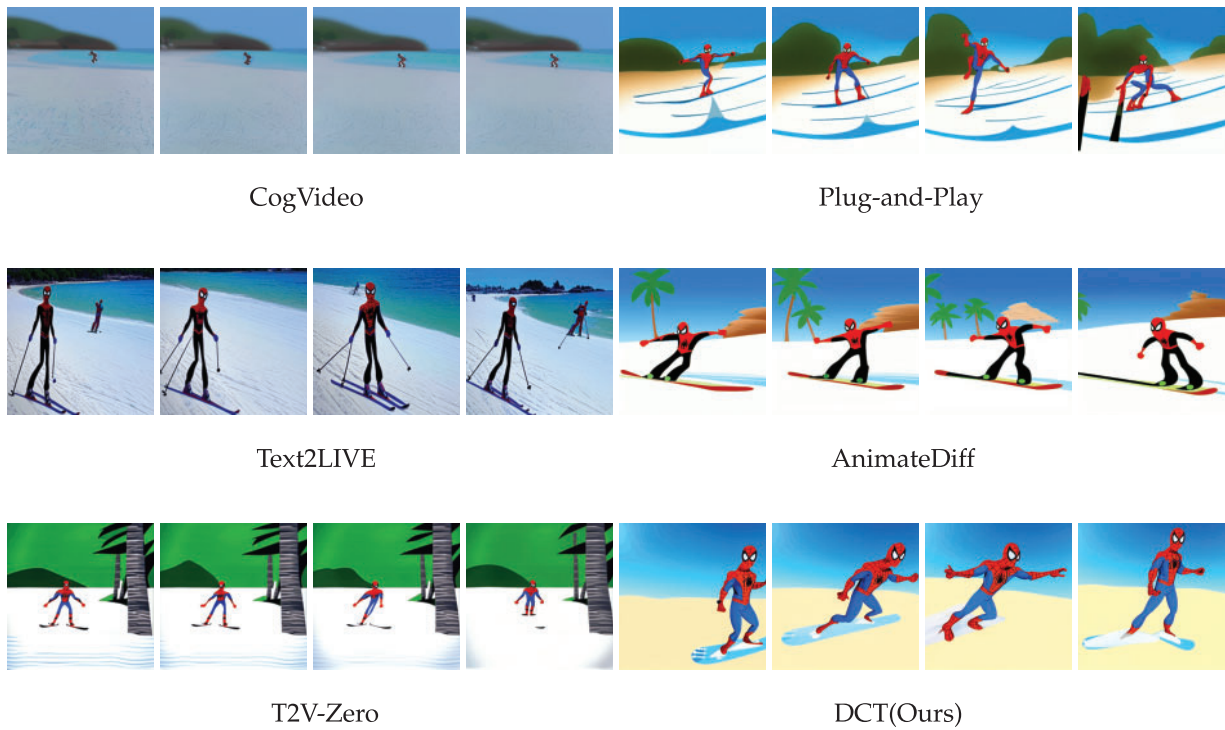 CogVideo
Plug-and-Play
Text2LIVE
AnimateDiff
T2V-Zero
DCT(Ours)